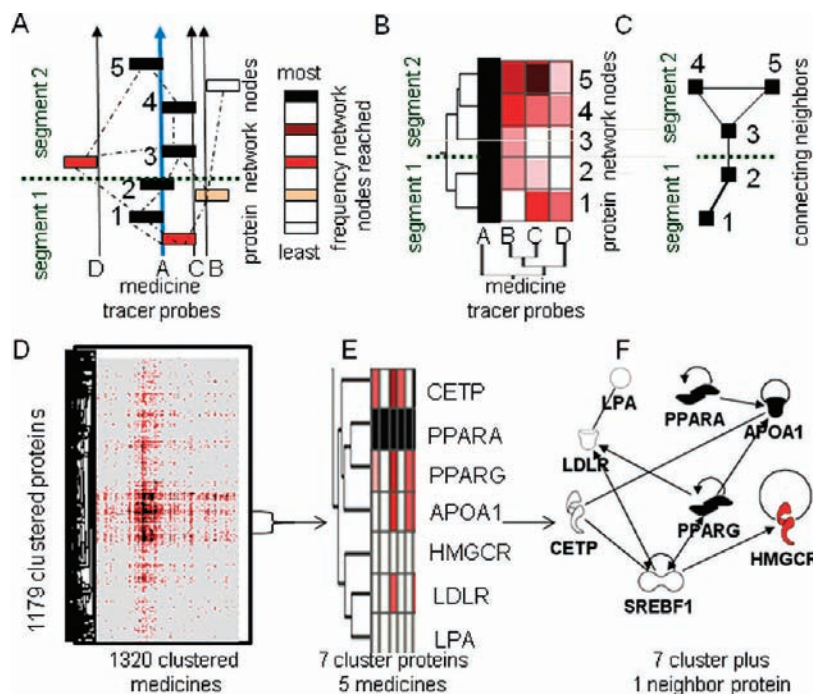 A
B
C
segment 2
segment 1
5
4
3
2
1
D
A
C
B
medicine
tracer probes
protein network nodes
most
least
frequency network
nodes reached
segment 2
segment 1
A
B
C
D
medicine
tracer probes
5
4
3
2
1
protein network nodes
segment 2
segment 1
4
5
3
2
1
connecting neighbors
D
E
F
1179 clustered proteins
1320 clustered
medicines
CETP
PPARA
PPARG
APOA1
HMGCR
LDLR
LPA
7 cluster proteins
5 medicines
LPA
PPARA
APOA1
LDLR
PPARG
CETP
HMGCR
SREBF1
7 cluster plus
1 neighbor protein